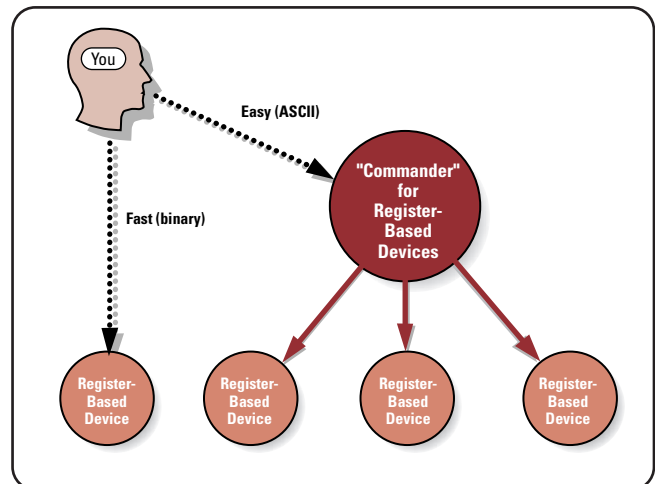 You
Easy (ASCII)
"Commander"
for
Register-
Based
Devices
Fast (binary)
Register-
Based
Device
Register-
Based
Device
Register-
Based
Device
Register-
Based
Device